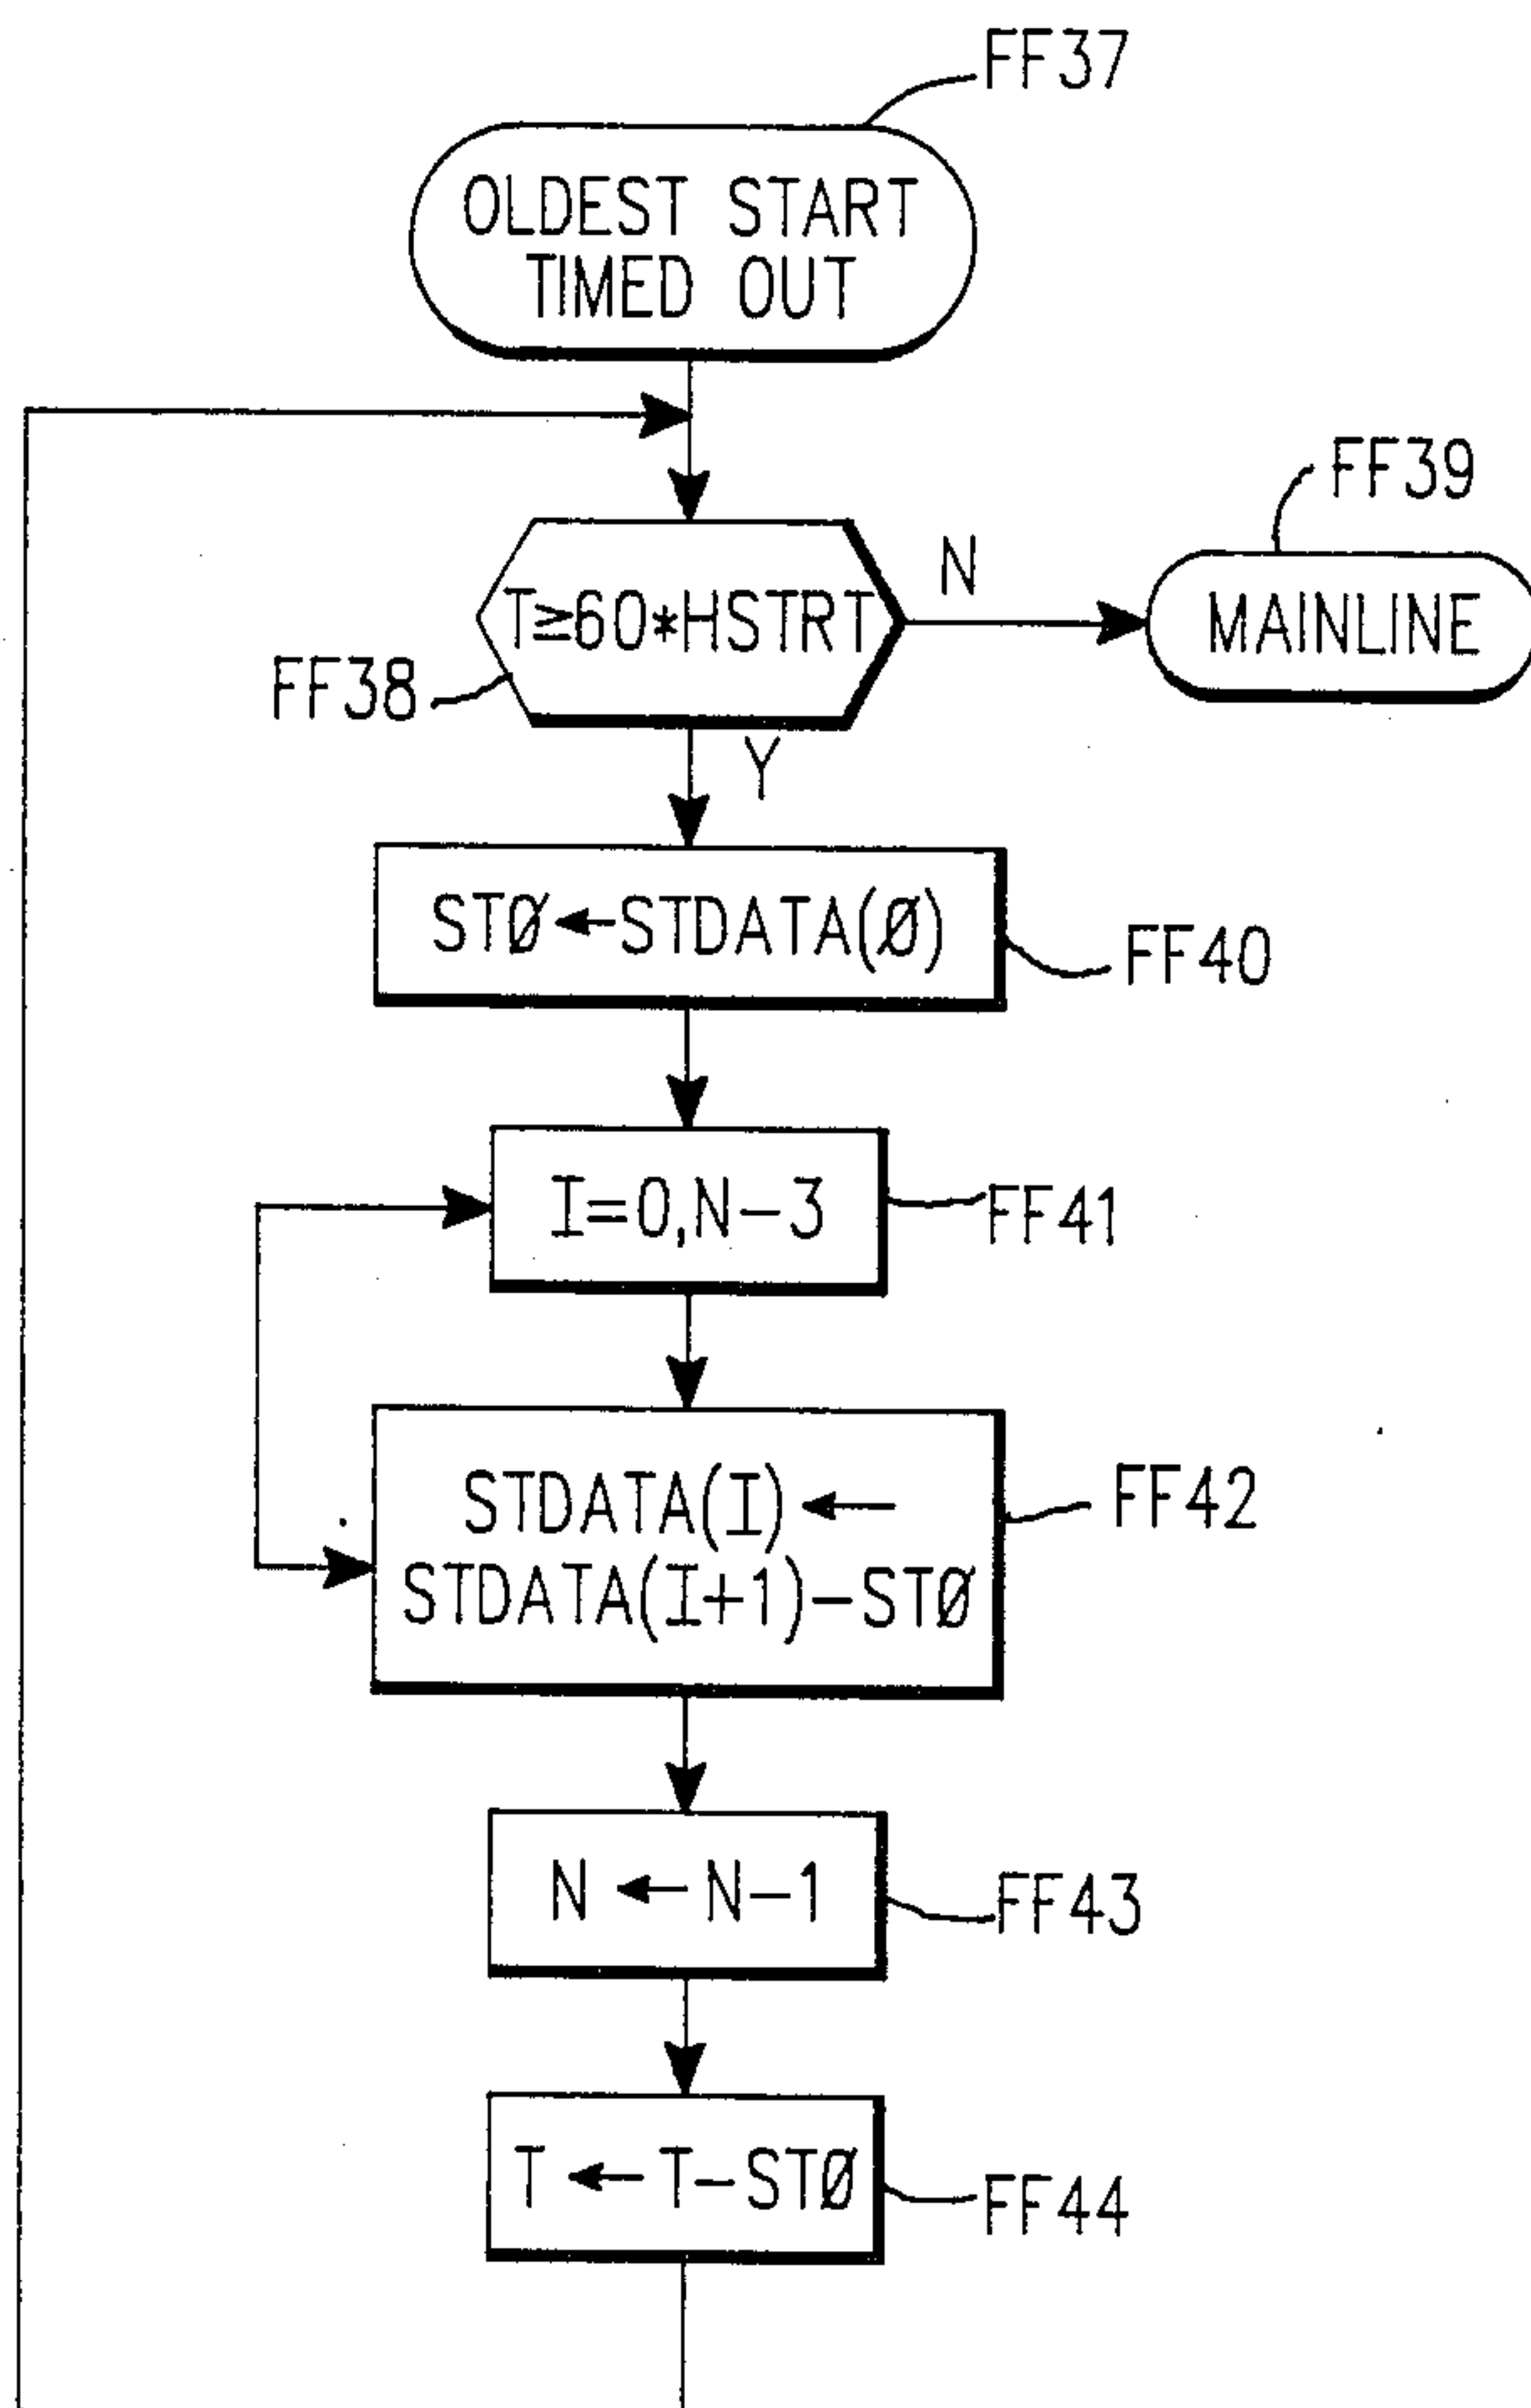 FF37
OLDEST START
TIMED OUT
FF39
N
T≥60*HSTRT
MAINLINE
FF38
Y
STØ←STDATA(Ø)
FF40
I=0,N-3
FF41
STDATA(I)←
STDATA(I+1)-STØ
FF42
N ← N-1
FF43
T ← T-STØ
FF44